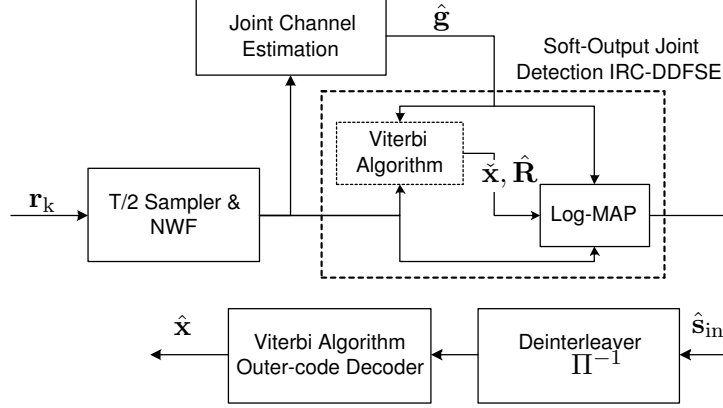 Joint Channel
Estimation
ĝ
Soft-Output Joint
Detection IRC-DDFSE
Viterbi
Algorithm
x̌, R̂
r_k
T/2 Sampler &
NWF
Log-MAP
x̂
Viterbi Algorithm
Outer-code Decoder
Deinterleaver
Π⁻¹
ŝ_in